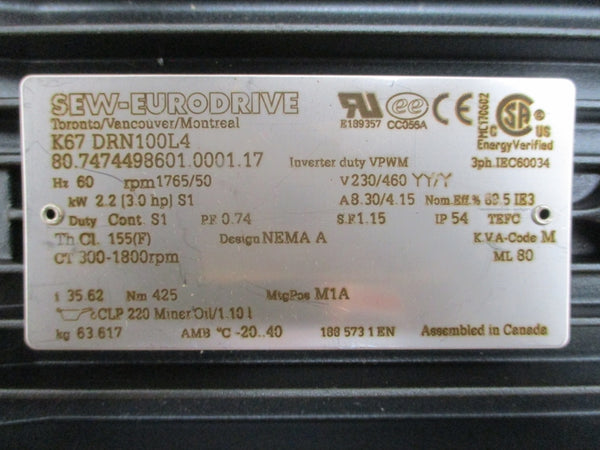 SEW-EURODRIVE
Toronto/Vancouver/Montreal
E189357 CC056A
MC170602
C US
EnergyVerified
K67 DRN100L4
80.7474498601.0001.17 Inverter duty VPWM 3ph.IEC60034
Hz 60 rpm 1765/50 V 230/460 YY/Y
kW 2.2 (3.0 hp) S1 A 8.30/4.15 Nom.Eff.% 89.5 IE3
Duty Cont. S1 P.F. 0.74 S.F. 1.15 IP 54 TEFC
Th.Cl. 155(F) Design NEMA A K.V.A-Code M
CT 300-1800rpm ML 80
i 35.62 Nm 425 MtgPos M1A
CLP 220 Miner.Oil/1.10 l
kg 63.617 AMB °C -20..40 188 573 1 EN Assembled in Canada